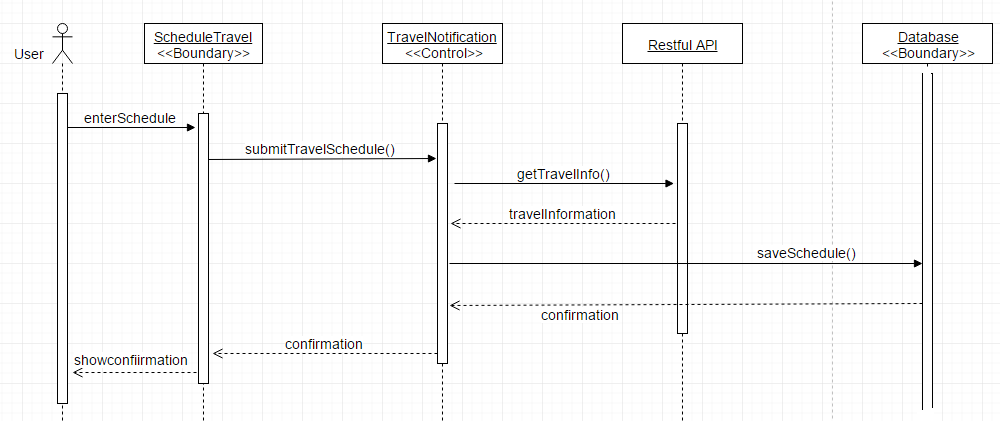 User
ScheduleTravel
<<Boundary>>
TravelNotification
<<Control>>
Restful API
Database
<<Boundary>>
enterSchedule
submitTravelSchedule()
getTravelInfo()
travelInformation
saveSchedule()
confirmation
confirmation
showconfiirmation